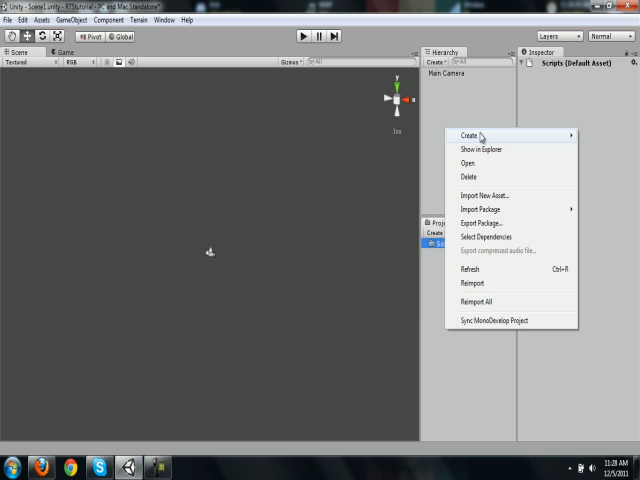 Unity - Scene1.unity - RTStutorial - PC and Mac Standalone*
File Edit Assets GameObject Component Terrain Window Help
Pivot Global Layers Normal
Scene Game Hierarchy Inspector
Textured RGB Gizmos All Create All Scripts (Default Asset)
Main Camera
y
x
Iso
Create
Show in Explorer
Open
Delete
Import New Asset...
Import Package
Export Package...
Select Dependencies
Export compressed audio file...
Refresh Ctrl+R
Reimport
Reimport All
Sync MonoDevelop Project
Proj
Create
11:28 AM
12/5/2011